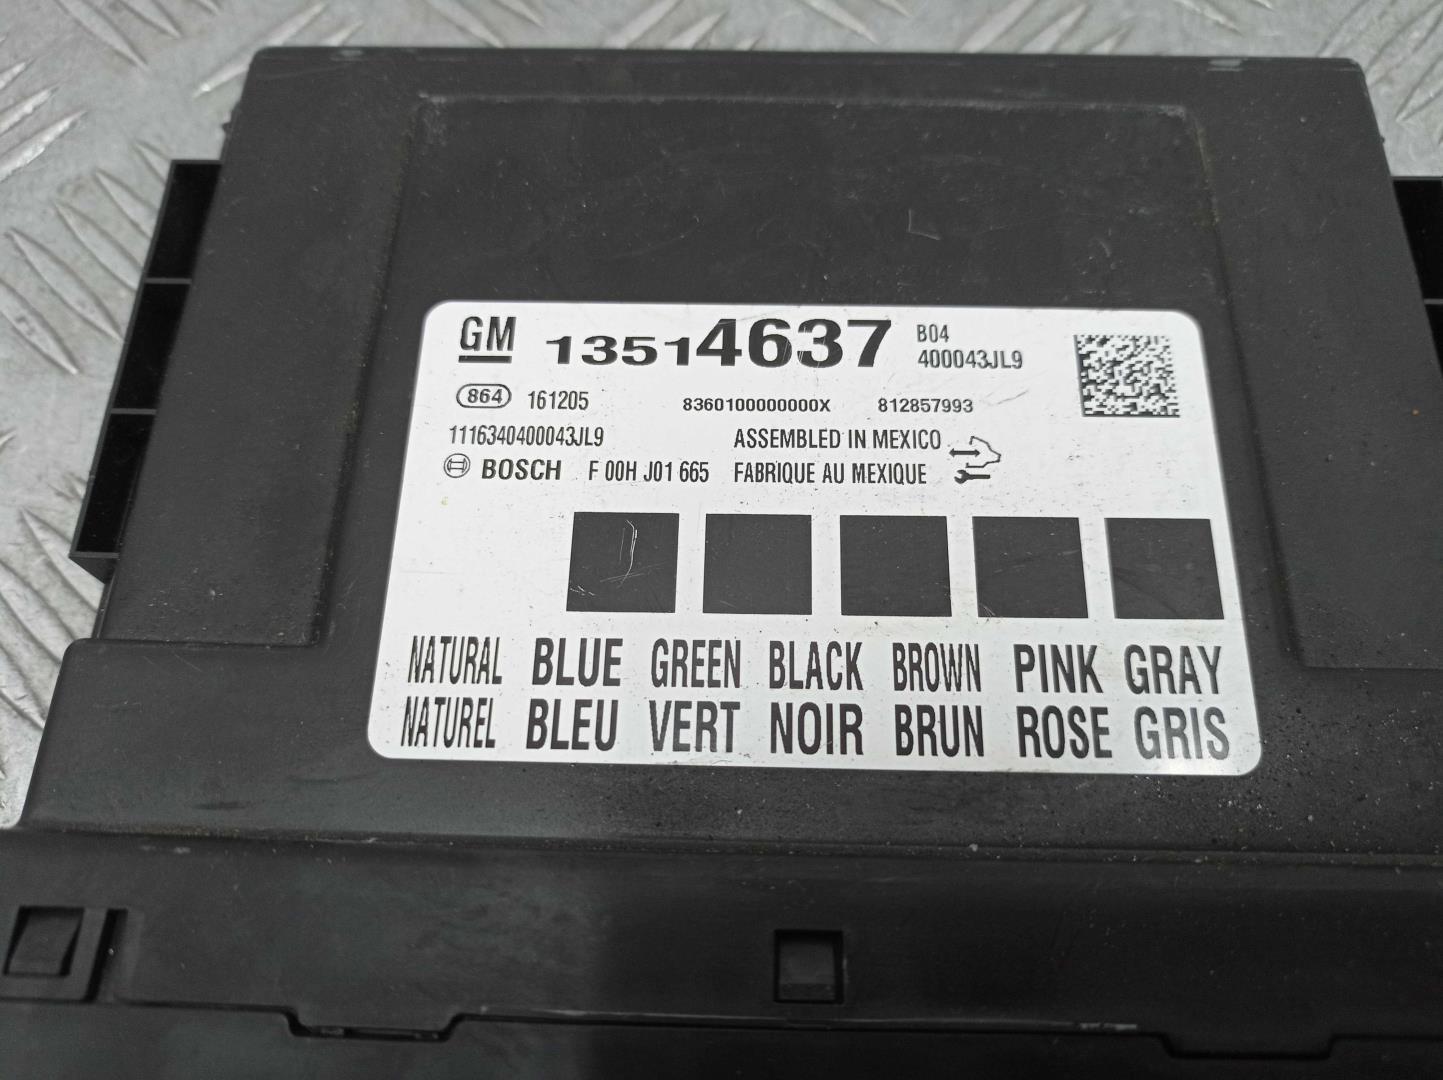 GM 13514637 B04
400043JL9
864 161205 8360100000000X 812857993
1116340400043JL9 ASSEMBLED IN MEXICO
BOSCH F 00H J01 665 FABRIQUE AU MEXIQUE
NATURAL BLUE GREEN BLACK BROWN PINK GRAY
NATUREL BLEU VERT NOIR BRUN ROSE GRIS